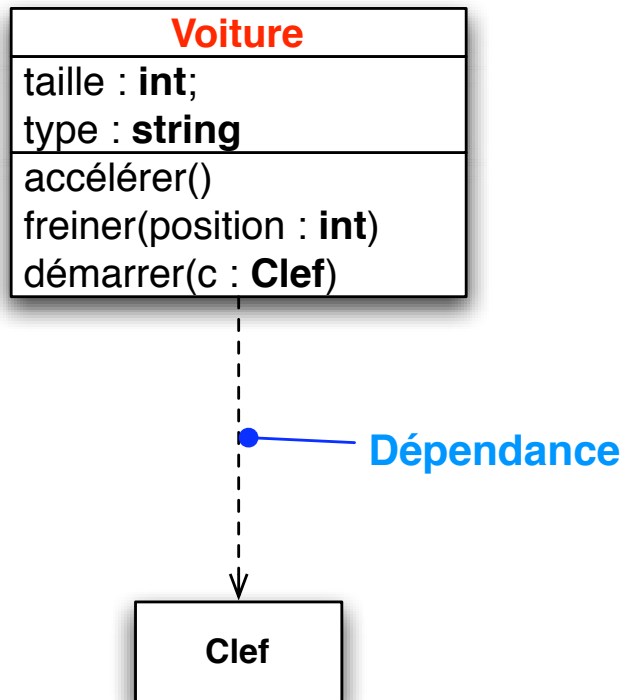 Voiture
taille : int;
type : string
accélérer()
freiner(position : int)
démarrer(c : Clef)
Dépendance
Clef